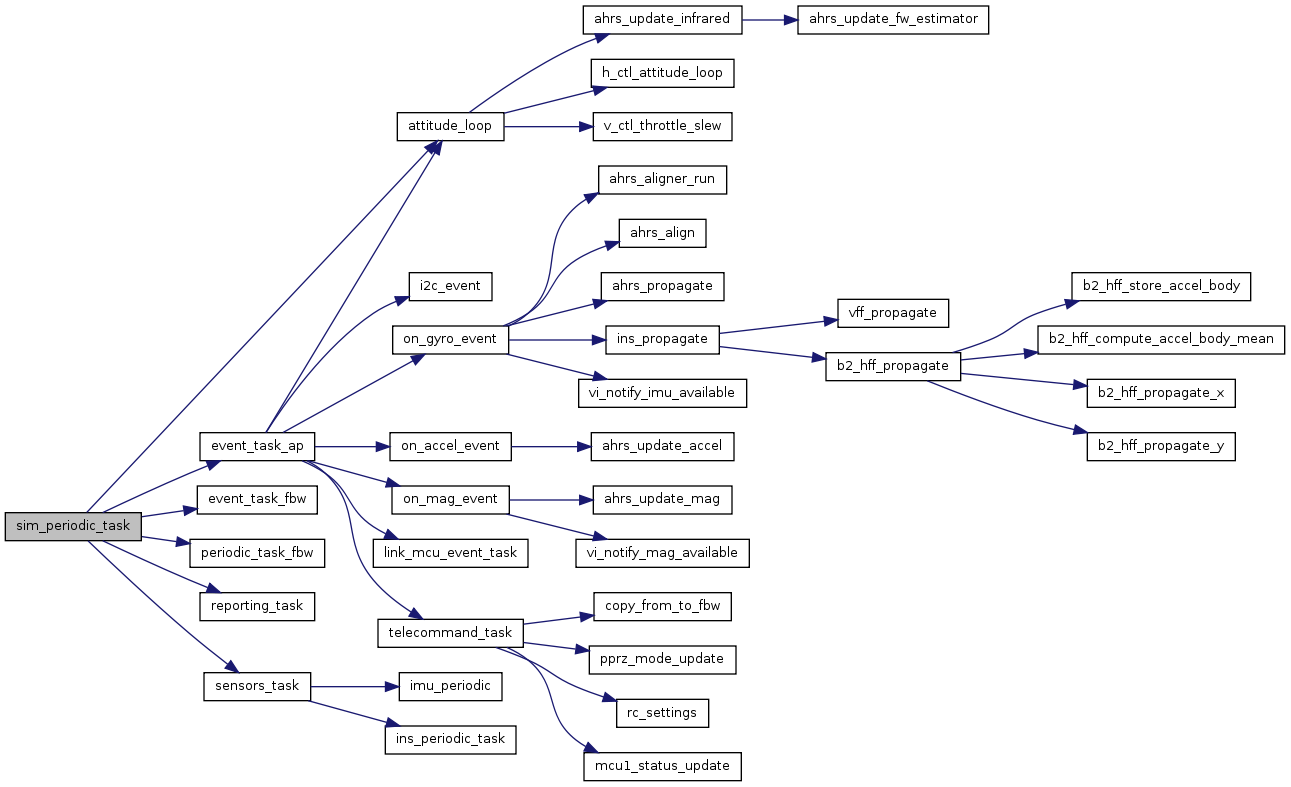 ahrs_update_infrared
ahrs_update_fw_estimator
h_ctl_attitude_loop
attitude_loop
v_ctl_throttle_slew
ahrs_aligner_run
ahrs_align
i2c_event
ahrs_propagate
b2_hff_store_accel_body
vff_propagate
on_gyro_event
ins_propagate
b2_hff_compute_accel_body_mean
b2_hff_propagate
vi_notify_imu_available
b2_hff_propagate_x
event_task_ap
on_accel_event
ahrs_update_accel
b2_hff_propagate_y
event_task_fbw
on_mag_event
ahrs_update_mag
sim_periodic_task
periodic_task_fbw
link_mcu_event_task
vi_notify_mag_available
reporting_task
copy_from_to_fbw
telecommand_task
pprz_mode_update
sensors_task
imu_periodic
rc_settings
ins_periodic_task
mcu1_status_update